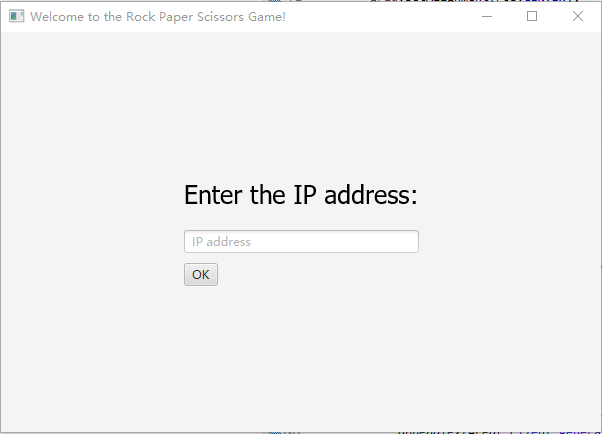 Welcome to the Rock Paper Scissors Game!
Enter the IP address:
IP address
OK